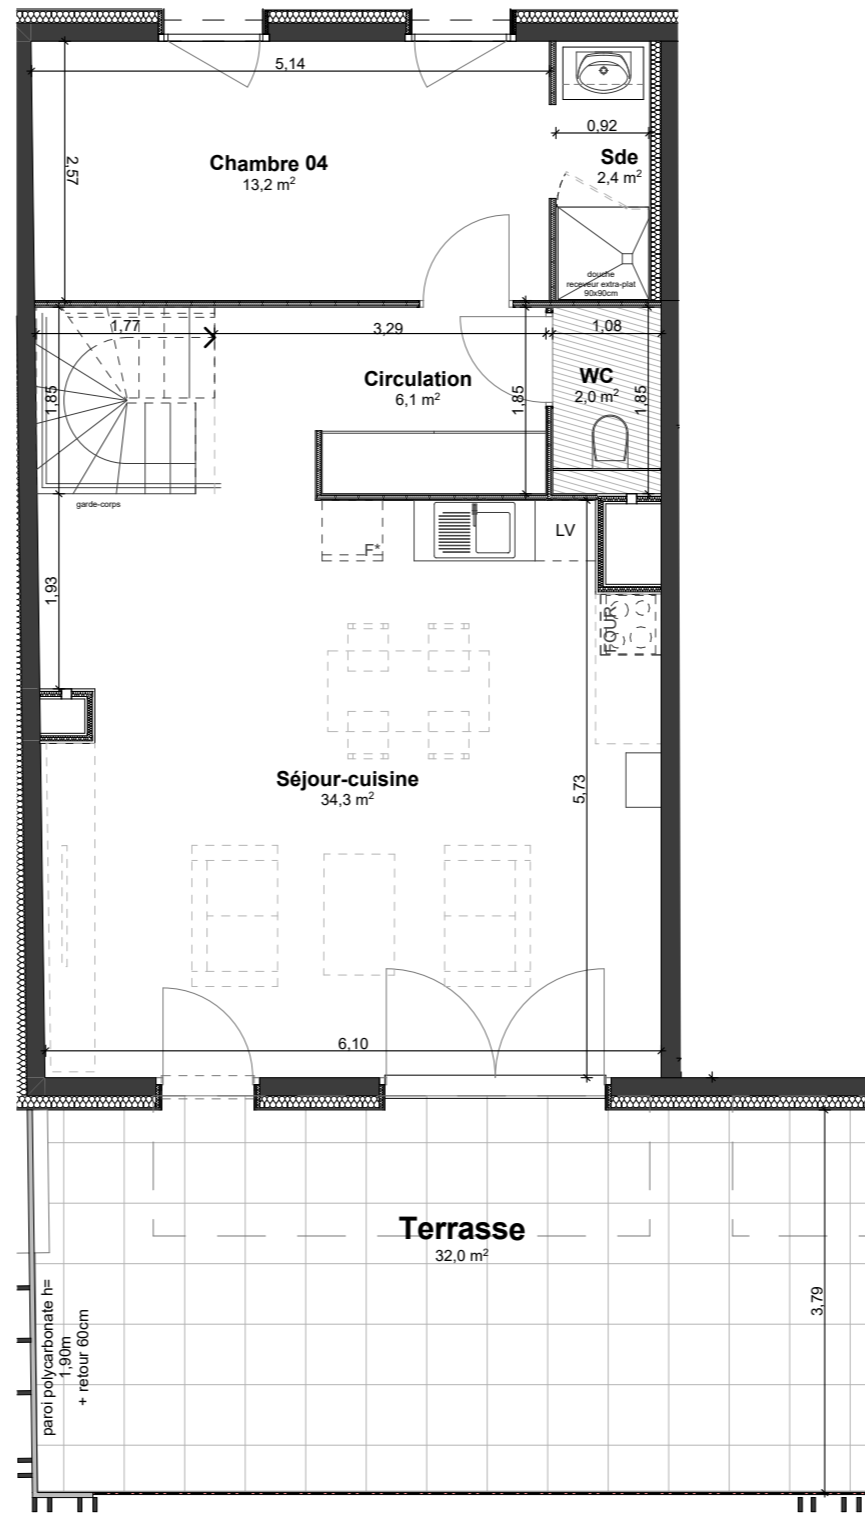 5,14
0,92
2,57
Chambre 04
13,2 m²
Sde
2,4 m²
douche
receveur extra-plat
90x90cm
1,77
3,29
1,08
1,85
Circulation
6,1 m²
1,85
WC
2,0 m²
1,85
garde-corps
F*
LV
1,93
FOUR
Séjour-cuisine
34,3 m²
5,73
6,10
Terrasse
32,0 m²
3,79
paroi polycarbonate h=
1,90m
+ retour 60cm